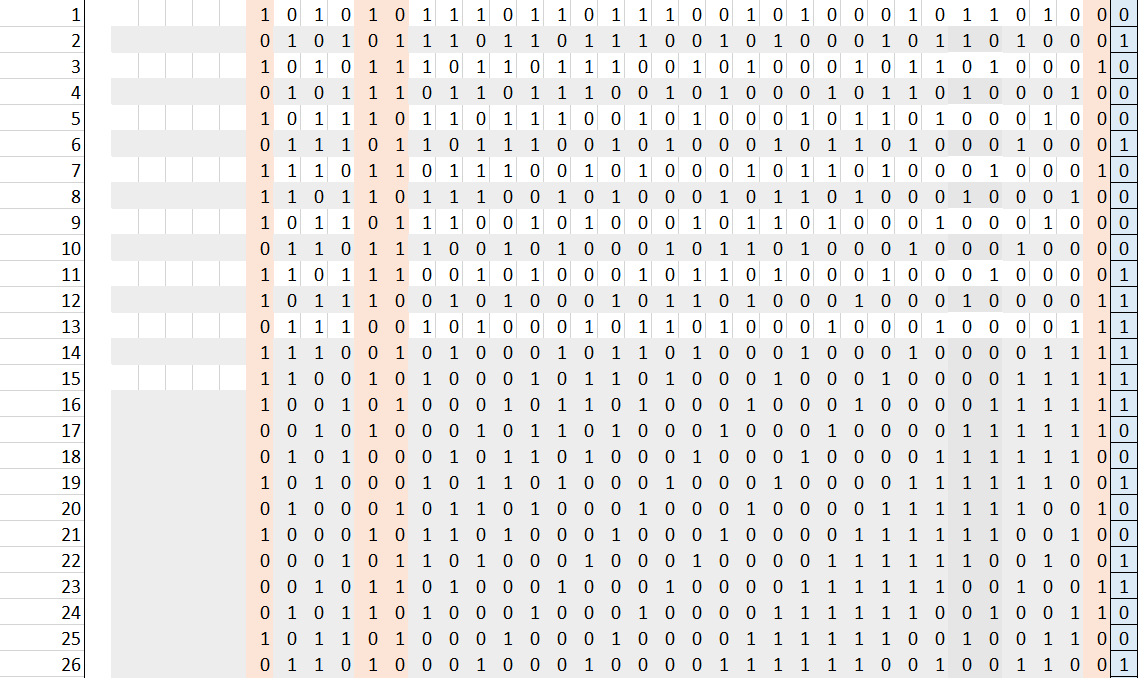 1 1 0 1 0 1 0 1 1 1 0 1 1 0 1 1 1 0 0 1 0 1 0 0 0 1 0 1 1 0 1 0 0 0
2 0 1 0 1 0 1 1 1 0 1 1 0 1 1 1 0 0 1 0 1 0 0 0 1 0 1 1 0 1 0 0 0 1
3 1 0 1 0 1 1 1 0 1 1 0 1 1 1 0 0 1 0 1 0 0 0 1 0 1 1 0 1 0 0 0 1 0
4 0 1 0 1 1 1 0 1 1 0 1 1 1 0 0 1 0 1 0 0 0 1 0 1 1 0 1 0 0 0 1 0 0
5 1 0 1 1 1 0 1 1 0 1 1 1 0 0 1 0 1 0 0 0 1 0 1 1 0 1 0 0 0 1 0 0 0
6 0 1 1 1 0 1 1 0 1 1 1 0 0 1 0 1 0 0 0 1 0 1 1 0 1 0 0 0 1 0 0 0 1
7 1 1 1 0 1 1 0 1 1 1 0 0 1 0 1 0 0 0 1 0 1 1 0 1 0 0 0 1 0 0 0 1 0
8 1 1 0 1 1 0 1 1 1 0 0 1 0 1 0 0 0 1 0 1 1 0 1 0 0 0 1 0 0 0 1 0 0
9 1 0 1 1 0 1 1 1 0 0 1 0 1 0 0 0 1 0 1 1 0 1 0 0 0 1 0 0 0 1 0 0 0
10 0 1 1 0 1 1 1 0 0 1 0 1 0 0 0 1 0 1 1 0 1 0 0 0 1 0 0 0 1 0 0 0 0
11 1 1 0 1 1 1 0 0 1 0 1 0 0 0 1 0 1 1 0 1 0 0 0 1 0 0 0 1 0 0 0 0 1
12 1 0 1 1 1 0 0 1 0 1 0 0 0 1 0 1 1 0 1 0 0 0 1 0 0 0 1 0 0 0 0 1 1
13 0 1 1 1 0 0 1 0 1 0 0 0 1 0 1 1 0 1 0 0 0 1 0 0 0 1 0 0 0 0 1 1 1
14 1 1 1 0 0 1 0 1 0 0 0 1 0 1 1 0 1 0 0 0 1 0 0 0 1 0 0 0 0 1 1 1 1
15 1 1 0 0 1 0 1 0 0 0 1 0 1 1 0 1 0 0 0 1 0 0 0 1 0 0 0 0 1 1 1 1 1
16 1 0 0 1 0 1 0 0 0 1 0 1 1 0 1 0 0 0 1 0 0 0 1 0 0 0 0 1 1 1 1 1 1
17 0 0 1 0 1 0 0 0 1 0 1 1 0 1 0 0 0 1 0 0 0 1 0 0 0 0 1 1 1 1 1 1 0
18 0 1 0 1 0 0 0 1 0 1 1 0 1 0 0 0 1 0 0 0 1 0 0 0 0 1 1 1 1 1 1 0 0
19 1 0 1 0 0 0 1 0 1 1 0 1 0 0 0 1 0 0 0 1 0 0 0 0 1 1 1 1 1 1 0 0 1
20 0 1 0 0 0 1 0 1 1 0 1 0 0 0 1 0 0 0 1 0 0 0 0 1 1 1 1 1 1 0 0 1 0
21 1 0 0 0 1 0 1 1 0 1 0 0 0 1 0 0 0 1 0 0 0 0 1 1 1 1 1 1 0 0 1 0 0
22 0 0 0 1 0 1 1 0 1 0 0 0 1 0 0 0 1 0 0 0 0 1 1 1 1 1 1 0 0 1 0 0 1
23 0 0 1 0 1 1 0 1 0 0 0 1 0 0 0 1 0 0 0 0 1 1 1 1 1 1 0 0 1 0 0 1 1
24 0 1 0 1 1 0 1 0 0 0 1 0 0 0 1 0 0 0 0 1 1 1 1 1 1 0 0 1 0 0 1 1 0
25 1 0 1 1 0 1 0 0 0 1 0 0 0 1 0 0 0 0 1 1 1 1 1 1 0 0 1 0 0 1 1 0 0
26 0 1 1 0 1 0 0 0 1 0 0 0 1 0 0 0 0 1 1 1 1 1 1 0 0 1 0 0 1 1 0 0 1